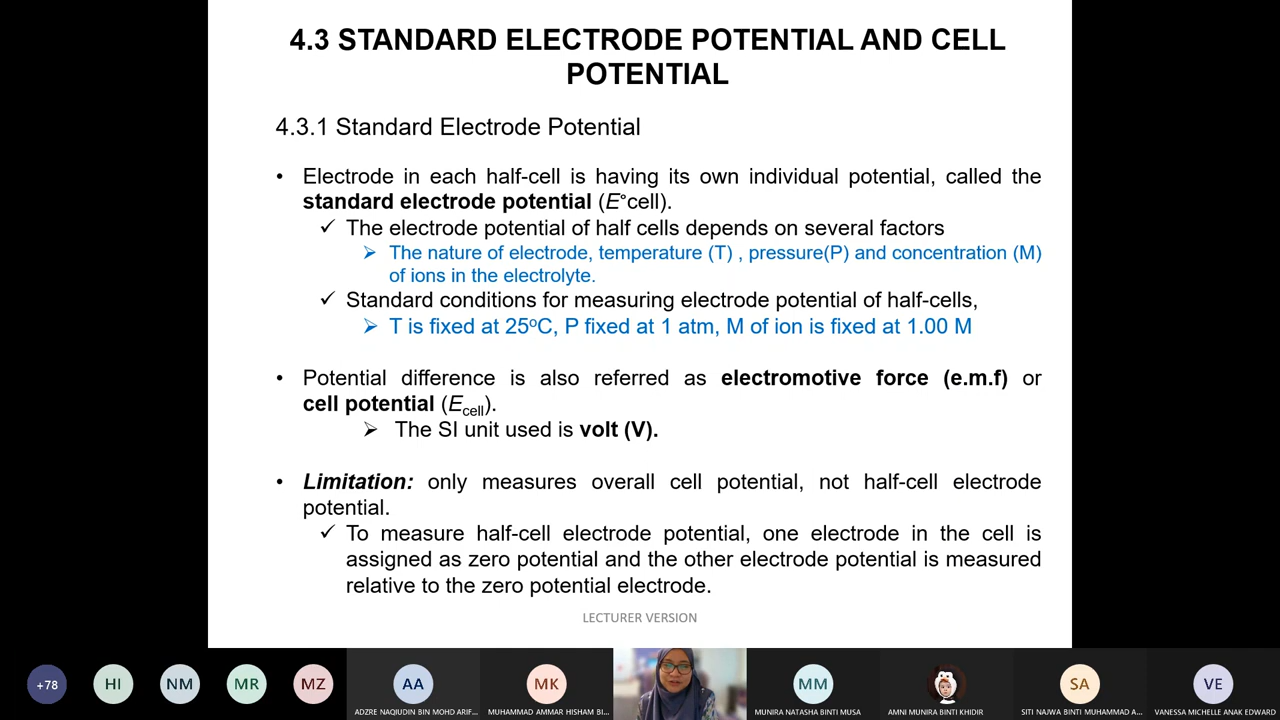 4.3 STANDARD ELECTRODE POTENTIAL AND CELL
POTENTIAL
4.3.1 Standard Electrode Potential
• Electrode in each half-cell is having its own individual potential, called the
standard electrode potential (E°cell).
✓ The electrode potential of half cells depends on several factors
➢ The nature of electrode, temperature (T) , pressure(P) and concentration (M)
of ions in the electrolyte.
✓ Standard conditions for measuring electrode potential of half-cells,
➢ T is fixed at 25ºC, P fixed at 1 atm, M of ion is fixed at 1.00 M
• Potential difference is also referred as electromotive force (e.m.f) or
cell potential (Ecell).
➢ The SI unit used is volt (V).
• Limitation: only measures overall cell potential, not half-cell electrode
potential.
✓ To measure half-cell electrode potential, one electrode in the cell is
assigned as zero potential and the other electrode potential is measured
relative to the zero potential electrode.
LECTURER VERSION
+78 HI NM MR MZ AA MK MM SA VE
ADZRE NAQIUDIN BIN MOHD ARIF... MUHAMMAD AMMAR HISHAM BI... MUNIRA NATASHA BINTI MUSA AMNI MUNIRA BINTI KHIDIR SITI NAJWA BINTI MUHAMMAD A... VANESSA MICHELLE ANAK EDWARD